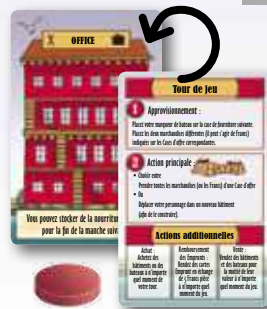 OFFICE
Vous pouvez stocker de la nourriture
pour la fin de la manche
Tour de jeu
1 Approvisionnement :
Placez votre marqueur de bateau sur la case de fourniture suivante.
Placez les deux marchandises différentes (il peut s'agir de Francs)
indiquées sur les Cases d'offre correspondantes.
2 Action principale :
• Choisir entre
Prendre toutes les marchandises (ou les Francs) d'une Case d'offre
• Ou
Déplacer votre personnage dans un nouveau bâtiment
(afin de le construire).
Actions additionnelles
Achat :
Achetez des
bâtiments ou des
bateaux à n'importe
quel moment de
votre tour.
Remboursement
des Emprunts :
Rendez des cartes
Emprunt en échange
de 5 Francs pièce
à n'importe quel
moment du jeu.
Vente :
Vendez des bâtiments
et des bateaux pour
la moitié de leur
valeur à n'importe
quel moment du jeu.